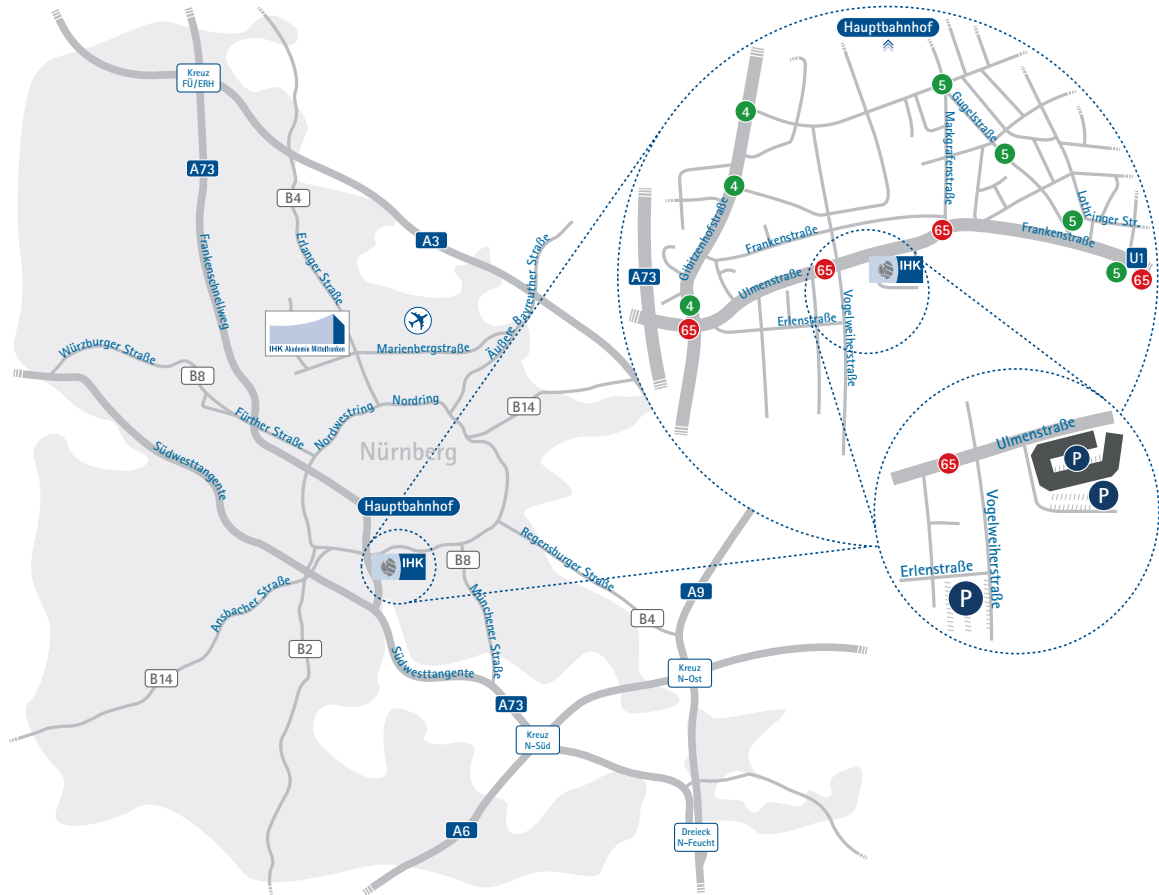 Kreuz
FÜ/ERH
A73
B4
A3
Frankenschnellweg
Erlanger Straße
Äußere Bayreuther Straße
IHK Akademie Mittelfranken
Marienbergstraße
Würzburger Straße
B8
Fürther Straße
Nordwestring
Nordring
B14
Nürnberg
Südwesttangente
Hauptbahnhof
IHK
B8
Regensburger Straße
Münchener Straße
Ansbacher Straße
B2
B14
B4
A9
Südwesttangente
A73
Kreuz
N-Ost
Kreuz
N-Süd
A6
Dreieck
N-Feucht
Hauptbahnhof
4
5
Gugelstraße
Markgrafenstraße
5
4
5
Lothringer Str.
Gibitzenhofstraße
Frankenstraße
65
Frankenstraße
U1
5
65
A73
Ulmenstraße
65
IHK
4
65
Erlenstraße
Vogelweiherstraße
Ulmenstraße
65
P
P
Vogelweiherstraße
Erlenstraße
P